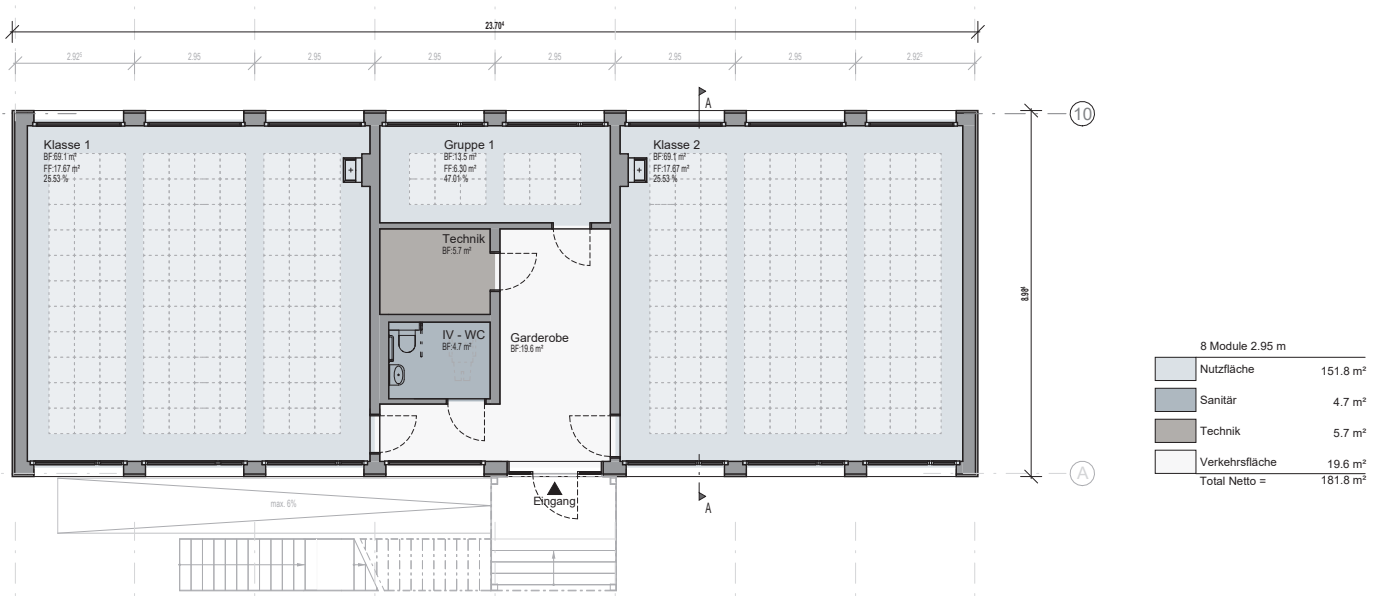 23.70⁴
2.92⁵ 2.95 2.95 2.95 2.95 2.95 2.95 2.92⁵
A
10
Klasse 1
BF:69.1 m²
FF:17.67 m²
25.53 %
Gruppe 1
BF:13.5 m²
FF:6.30 m²
47.01 %
Klasse 2
BF:69.1 m²
FF:17.67 m²
25.53 %
Technik
BF:5.7 m²
8.98⁴
IV - WC
BF:4.7 m²
Garderobe
BF:19.6 m²
A
Eingang
max. 6%
A
8 Module 2.95 m
Nutzfläche 151.8 m²
Sanitär 4.7 m²
Technik 5.7 m²
Verkehrsfläche 19.6 m²
Total Netto = 181.8 m²